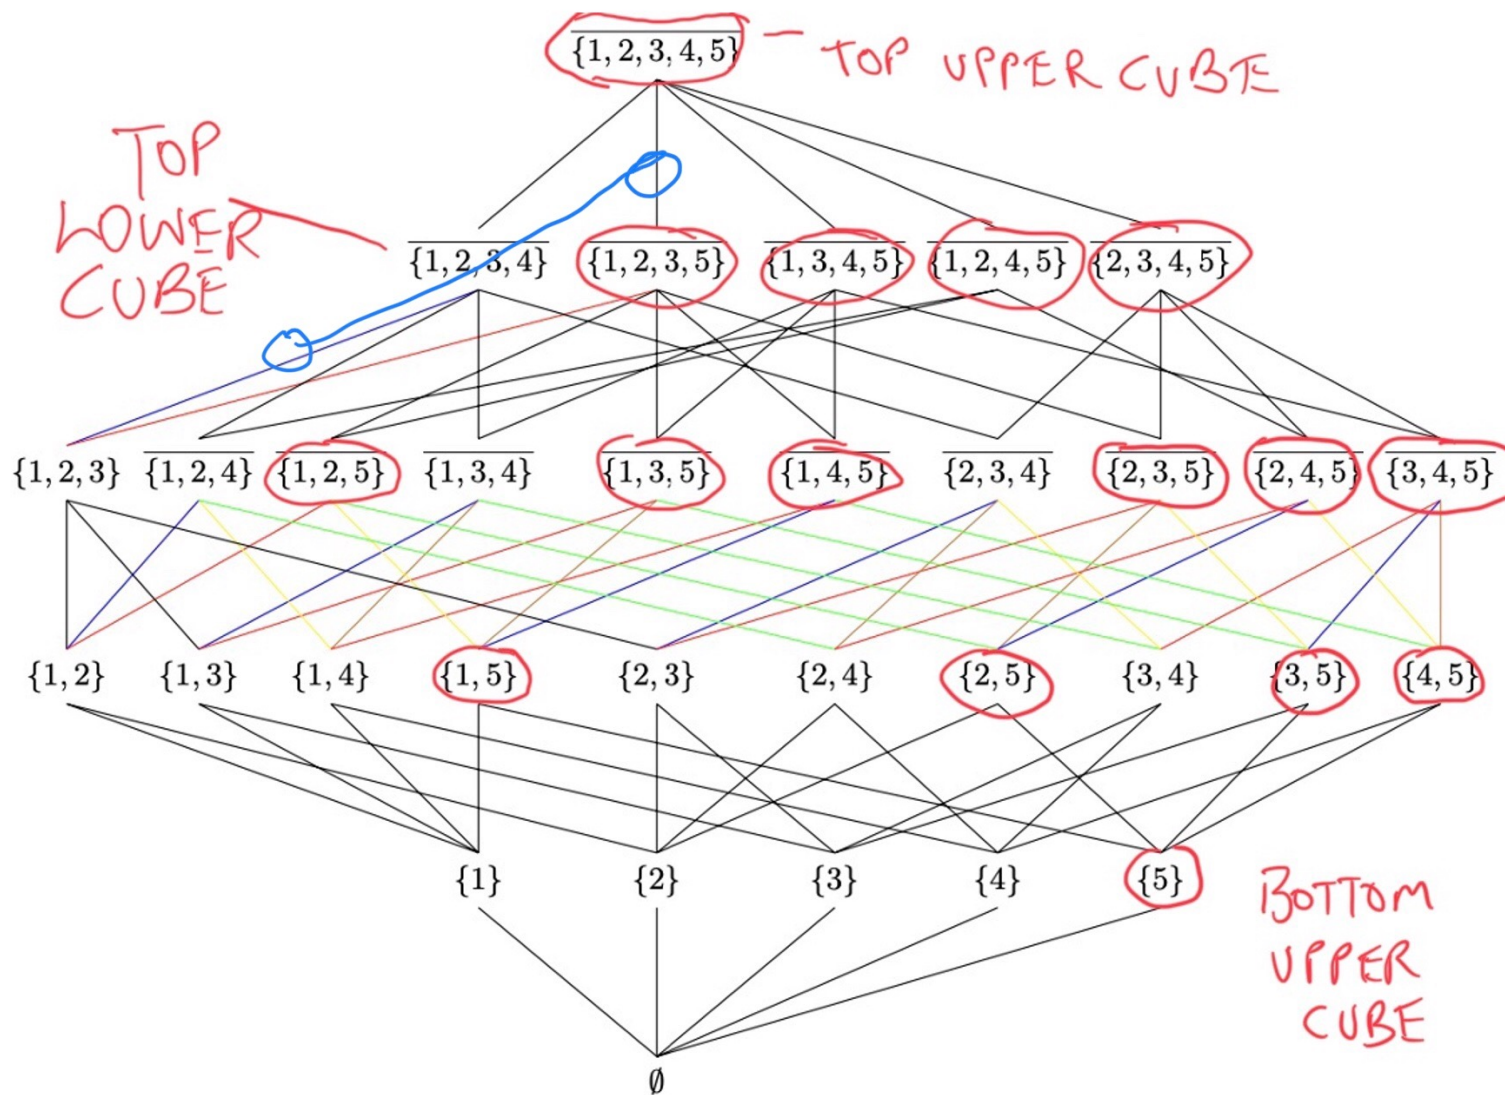 {1, 2, 3, 4, 5} – TOP UPPER CUBE
TOP
LOWER
CUBE
{1, 2, 3, 4} {1, 2, 3, 5} {1, 3, 4, 5} {1, 2, 4, 5} {2, 3, 4, 5}
{1, 2, 3} {1, 2, 4} {1, 2, 5} {1, 3, 4} {1, 3, 5} {1, 4, 5} {2, 3, 4} {2, 3, 5} {2, 4, 5} {3, 4, 5}
{1, 2} {1, 3} {1, 4} {1, 5} {2, 3} {2, 4} {2, 5} {3, 4} {3, 5} {4, 5}
{1} {2} {3} {4} {5}
BOTTOM
UPPER
CUBE
∅